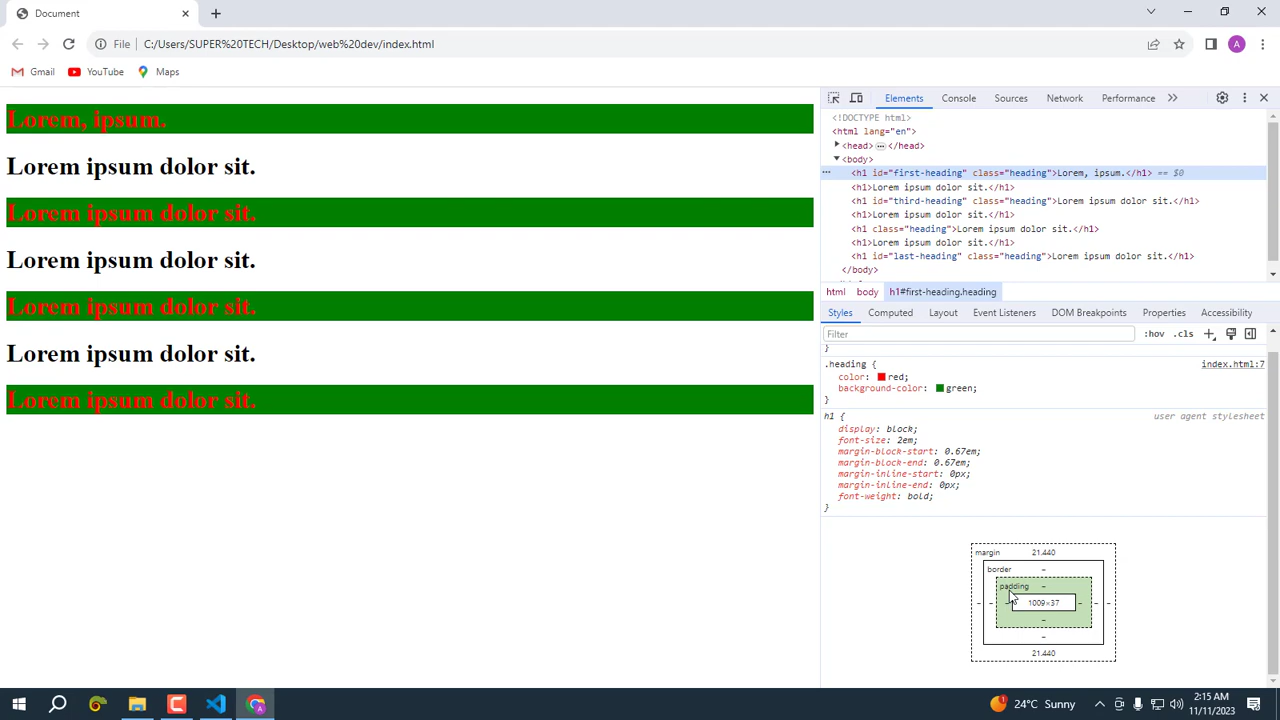 Document
File
C:/Users/SUPER%20TECH/Desktop/web%20dev/index.html
A
Gmail
YouTube
Maps
Lorem, ipsum.
Lorem ipsum dolor sit.
Lorem ipsum dolor sit.
Lorem ipsum dolor sit.
Lorem ipsum dolor sit.
Lorem ipsum dolor sit.
Lorem ipsum dolor sit.
Elements Console Sources Network Performance »
<!DOCTYPE html>
<html lang="en">
<head> … </head>
<body>
… <h1 id="first-heading" class="heading">Lorem, ipsum.</h1> == $0
<h1>Lorem ipsum dolor sit.</h1>
<h1 id="third-heading" class="heading">Lorem ipsum dolor sit.</h1>
<h1>Lorem ipsum dolor sit.</h1>
<h1 class="heading">Lorem ipsum dolor sit.</h1>
<h1>Lorem ipsum dolor sit.</h1>
<h1 id="last-heading" class="heading">Lorem ipsum dolor sit.</h1>
</body>
html body h1#first-heading.heading
Styles Computed Layout Event Listeners DOM Breakpoints Properties Accessibility
Filter
:hov .cls
}
.heading { index.html:7
color: red;
background-color: green;
}
h1 { user agent stylesheet
display: block;
font-size: 2em;
margin-block-start: 0.67em;
margin-block-end: 0.67em;
margin-inline-start: 0px;
margin-inline-end: 0px;
font-weight: bold;
}
margin 21.440
border –
padding –
1009×37
–
–
21.440
24°C Sunny
2:15 AM
11/11/2023